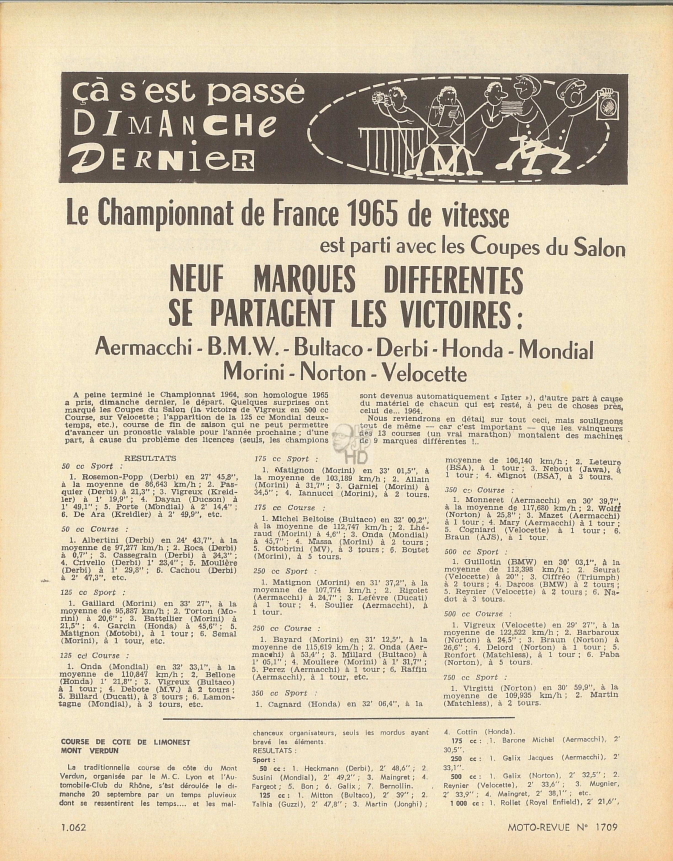 çà s'est passé
DIMANCHE
DERNIER
Le Championnat de France 1965 de vitesse
est parti avec les Coupes du Salon
NEUF MARQUES DIFFERENTES
SE PARTAGENT LES VICTOIRES :
Aermacchi - B.M.W. - Bultaco - Derbi - Honda - Mondial
Morini - Norton - Velocette
A peine terminé le Championnat 1964, son homologue 1965
a pris, dimanche dernier, le départ. Quelques surprises ont
marqué les Coupes du Salon (la victoire de Vigreux en 500 cc
Course, sur Velocette ; l'apparition de la 125 cc Mondial deux-
temps, etc.), course de fin de saison qui ne peut permettre
d'avancer un pronostic valable pour l'année prochaine ; d'une
part, à cause du problème des licences (seuls, les champions
sont devenus automatiquement « Inter »), d'autre part à cause
du matériel de chacun qui est resté, à peu de choses près,
celui de... 1964.
Nous reviendrons en détail sur tout ceci, mais soulignons
tout de même — car c'est important — que les vainqueurs
des 13 courses (un vrai marathon) montaient des machines
de 9 marques différentes !..
HD
RESULTATS
50 cc Sport :
1. Rosemon-Popp (Derbi) en 27' 45,8",
à la moyenne de 86,643 km/h ; 2. Pas-
quier (Derbi) à 21,3" ; 3. Vigreux (Kreid-
ler) à 1' 19,9" ; 4. Dayan (Ducson) à
1' 49,1" ; 5. Porte (Mondial) à 2' 14,4" ;
6. De Ara (Kreidler) à 2' 49,9", etc.
50 cc Course :
1. Albertini (Derbi) en 24' 43,7", à la
moyenne de 97,277 km/h ; 2. Roca (Derbi)
à 0,7" ; 3. Cassegrain (Derbi) à 34,3" ;
4. Crivello (Derbi) 1' 23,4" ; 5. Moulière
(Derbi) à 1' 29,8" ; 6. Cachou (Derbi)
à 2' 47,3", etc.
125 cc Sport :
1. Gaillard (Morini) en 33' 27", à la
moyenne de 95,887 km/h ; 2. Torton (Mo-
rini) à 20,6" ; 3. Battellier (Morini) à
21,5" ; 4. Garcin (Honda) à 45,6" ; 5.
Matignon (Motobi), à 1 tour ; 6. Semal
(Morini), à 1 tour, etc.
125 cc Course :
1. Onda (Mondial) en 32' 33,1", à la
moyenne de 110,847 km/h ; 2. Bellone
(Honda) 1' 21,8" ; 3. Vigreux (Bultaco)
à 1 tour ; 4. Debote (M.V.) à 2 tours ;
5. Billard (Ducati), à 3 tours ; 6. Lamon-
tagne (Mondial), à 3 tours, etc.
175 cc Sport :
1. Matignon (Morini) en 33' 01,5", à
la moyenne de 103,189 km/h ; 2. Allain
(Morini) à 31,7" ; 3. Garniel (Morini) à
34,5" ; 4. Iannucci (Morini), à 2 tours.
175 cc Course :
1. Michel Beltoise (Bultaco) en 32' 00,2",
à la moyenne de 112,747 km/h ; 2. Lhé-
raud (Morini) à 4,6" ; 3. Onda (Mondial)
à 45,7" ; 4. Massa (Morini) à 2 tours ;
5. Ottobrini (MV), à 3 tours ; 6. Boutet
(Morini), à 5 tours.
250 cc Sport :
1. Matignon (Morini) en 31' 37,2", à la
moyenne de 107,774 km/h ; 2. Rigolet
(Aermacchi) à 24,7" ; 3. Lefèvre (Ducati)
à 1 tour ; 4. Soulier (Aermacchi), à
1 tour.
250 cc Course :
1. Bayard (Morini) en 31' 12,5", à la
moyenne de 115,619 km/h ; 2. Onda (Aer-
macchi) à 53,4" ; 3. Millard (Bultaco) à
1' 05,1" ; 4. Mouliere (Morini) à 1' 31,7" ;
5. Perez (Aermacchi) à 1 tour ; 6. Raffin
(Aermacchi), à 1 tour, etc.
350 cc Sport :
1. Cagnard (Honda) en 32' 06,4", à la
moyenne de 106,140 km/h ; 2. Leteurs
(BSA), à 1 tour ; 3. Nebout (Jawa), à
1 tour ; 4. Mignot (BSA), à 3 tours.
350 cc Course :
1. Monneret (Aermacchi) en 30' 39,7",
à la moyenne de 117,680 km/h ; 2. Wolff
(Norton) à 25,8" ; 3. Mazet (Aermacchi)
à 1 tour ; 4. Mary (Aermacchi) à 1 tour ;
5. Cogniard (Velocette) à 1 tour ; 6.
Braun (AJS), à 1 tour.
500 cc Sport :
1. Guillotin (BMW) en 30' 03,1", à la
moyenne de 113,398 km/h ; 2. Seurat
(Velocette) à 20" ; 3. Ciffréo (Triumph)
à 2 tours ; 4. Darços (BMW) à 2 tours ;
5. Reynier (Velocette) à 2 tours ; 6. Na-
dot à 3 tours.
500 cc Course :
1. Vigreux (Velocette) en 29' 27", à la
moyenne de 122,522 km/h ; 2. Barbaroux
(Norton) à 24,5" ; 3. Braun (Norton) à
26,6" ; 4. Delord (Norton) à 1 tour ; 5.
Ronfort (Matchless), à 1 tour ; 6. Paba
(Norton), à 5 tours.
750 cc Sport :
1. Virgitti (Norton) en 30' 59,9", à la
moyenne de 109,935 km/h ; 2. Martin
(Matchless), à 2 tours.
COURSE DE COTE DE LIMONEST
MONT VERDUN
La traditionnelle course de côte du Mont
Verdun, organisée par le M. C. Lyon et l'Au-
tomobile-Club du Rhône, s'est déroulée le di-
manche 20 septembre par un temps pluvieux
dont se ressentirent les temps.... et les mal-
chanceux organisateurs, seuls les mordus ayant
bravé les éléments.
RESULTATS :
Sport :
50 cc : 1. Heckmann (Derbi), 2' 48,6" ; 2.
Susini (Mondial), 2' 49,2" ; 3. Maingret ; 4.
Fargeot ; 5. Bon ; 6. Galix ; 7. Bernollin.
125 cc : 1. Mitton (Bultaco), 2' 39" ; 2.
Talhia (Guzzi), 2' 47,8" ; 3. Martin (Jonghi) ;
4. Cottin (Honda).
175 cc : 1. Barone Michel (Aermacchi), 2'
30,5".
250 cc : 1. Galix Jacques (Aermacchi), 2'
33,1".
500 cc : 1. Galix (Norton), 2' 32,5" ; 2.
Reynier (Velocette), 2' 33,6" ; 3. Mugnier,
2' 33,9" ; 4. Maingret, 2' 38,1" ; etc.
1 000 cc : 1. Rollet (Royal Enfield), 2' 21,6",
1.062
MOTO-REVUE N° 1709